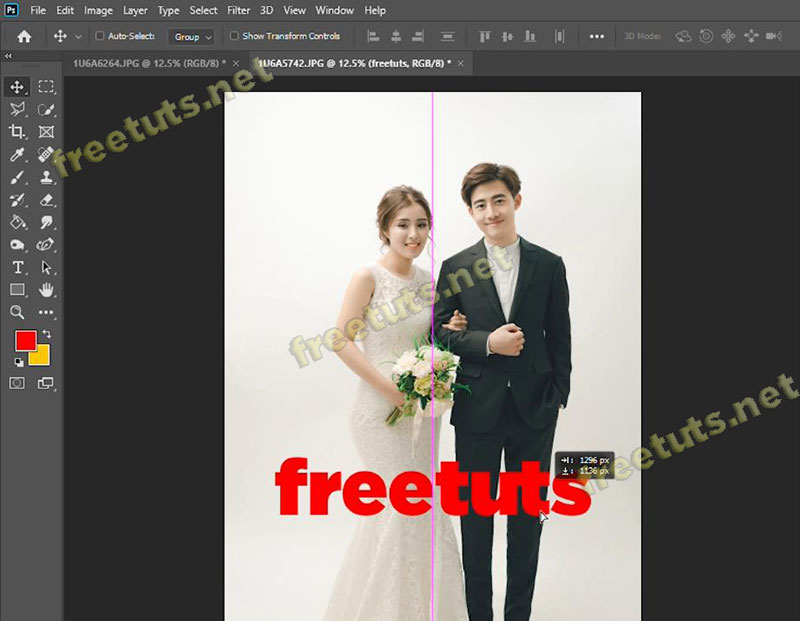 Ps File Edit Image Layer Type Select Filter 3D View Window Help
Auto-Select: Group Show Transform Controls 3D Mode:
1U6A6264.JPG @ 12.5% (RGB/8) * × 1U6A5742.JPG @ 12.5% (freetuts, RGB/8) * ×
freetuts.net
freetuts.net
freetuts.net
freetuts
1296 px
1136 px